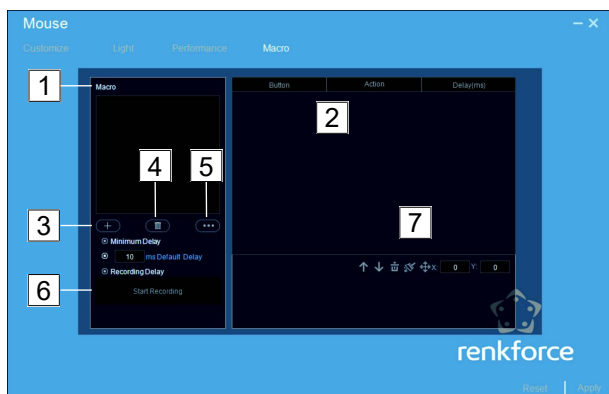 Mouse
Customize Light Performance Macro
1 Macro
Button Action Delay(ms)
2
4 5
3
7
Minimum Delay
10 ms Default Delay
Recording Delay
X: 0 Y: 0
6 Start Recording
renkforce
Reset Apply